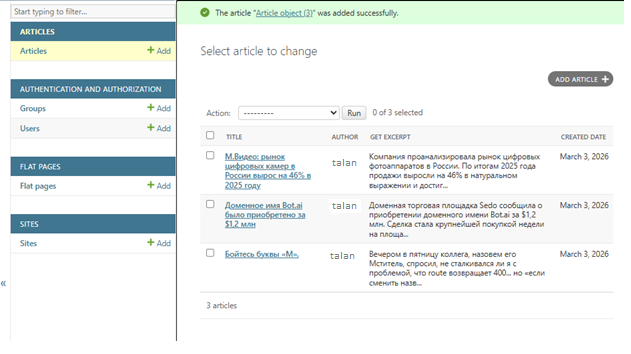 Start typing to filter...
ARTICLES
Articles
+ Add
AUTHENTICATION AND AUTHORIZATION
Groups
+ Add
Users
+ Add
FLAT PAGES
Flat pages
+ Add
SITES
Sites
+ Add
«
The article "Article object (3)" was added successfully.
Select article to change
ADD ARTICLE +
Action: --------- Run 0 of 3 selected
TITLE AUTHOR GET EXCERPT CREATED DATE
М.Видео: рынок
цифровых камер в
России вырос на 46% в
2025 году
talan
Компания проанализировала рынок цифровых
фотоаппаратов в России. По итогам 2025 года
продажи выросли на 46% в натуральном
выражении и достиг...
March 3, 2026
Доменное имя Bot.ai
было приобретено за
$1,2 млн
talan
Доменная торговая площадка Sedo сообщила о
приобретении доменного имени Bot.ai за $1,2
млн. Сделка стала крупнейшей покупкой недели
на площа...
March 3, 2026
Бойтесь буквы «М».
talan
Вечером в пятницу коллега, назовем его
Мститель, спросил, не сталкивался ли я с
проблемой, что route возвращает 400... но «если
сменить назв...
March 3, 2026
3 articles